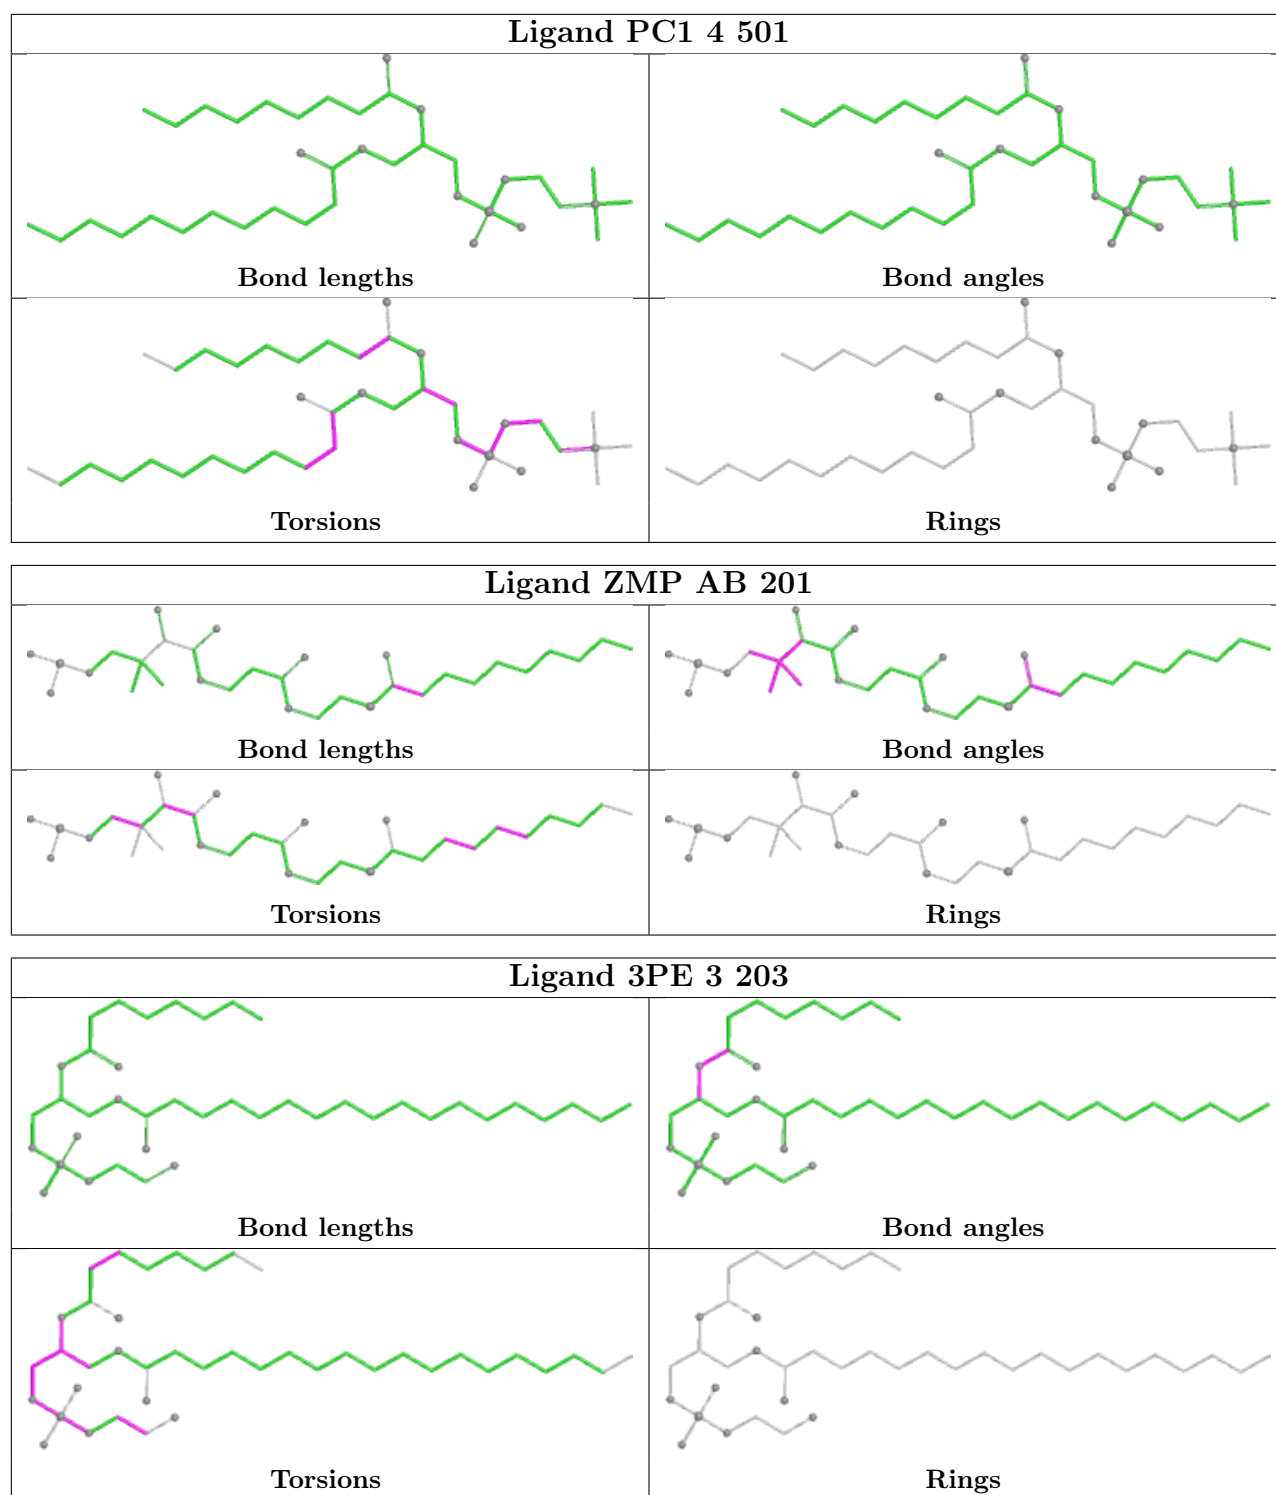 Ligand PC1 4 501
Bond lengths
Bond angles
Torsions
Rings
Ligand ZMP AB 201
Bond lengths
Bond angles
Torsions
Rings
Ligand 3PE 3 203
Bond lengths
Bond angles
Torsions
Rings